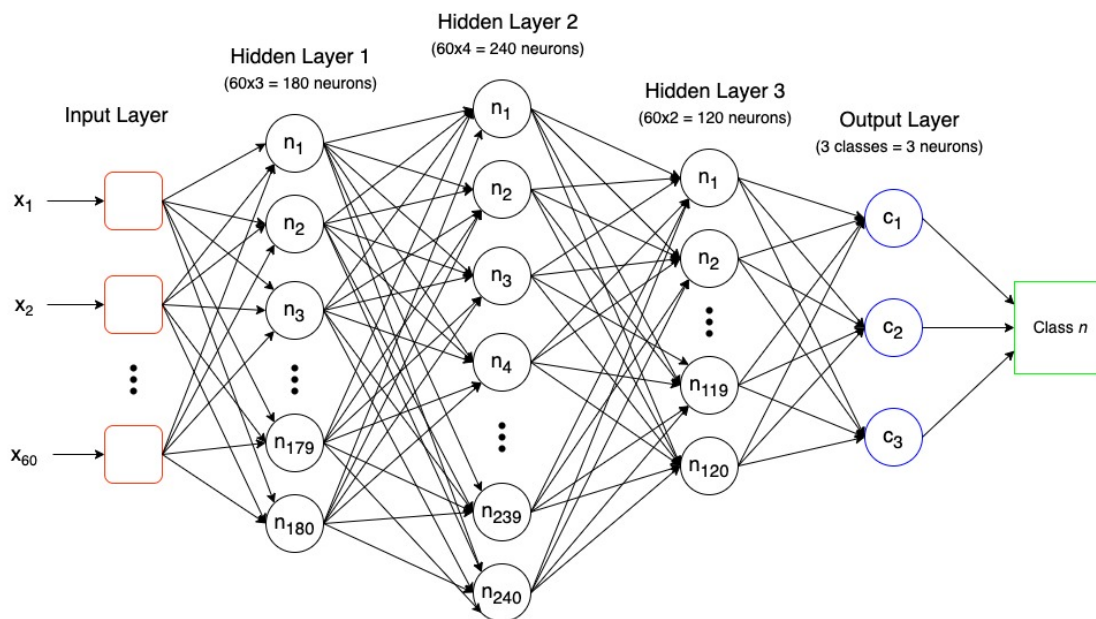 Hidden Layer 2
(60x4 = 240 neurons)
Hidden Layer 1
(60x3 = 180 neurons)
Hidden Layer 3
(60x2 = 120 neurons)
Input Layer
Output Layer
(3 classes = 3 neurons)
x1
x2
x60
n1
n2
n3
n179
n180
n1
n2
n3
n4
n239
n240
n1
n2
n119
n120
c1
c2
c3
Class n